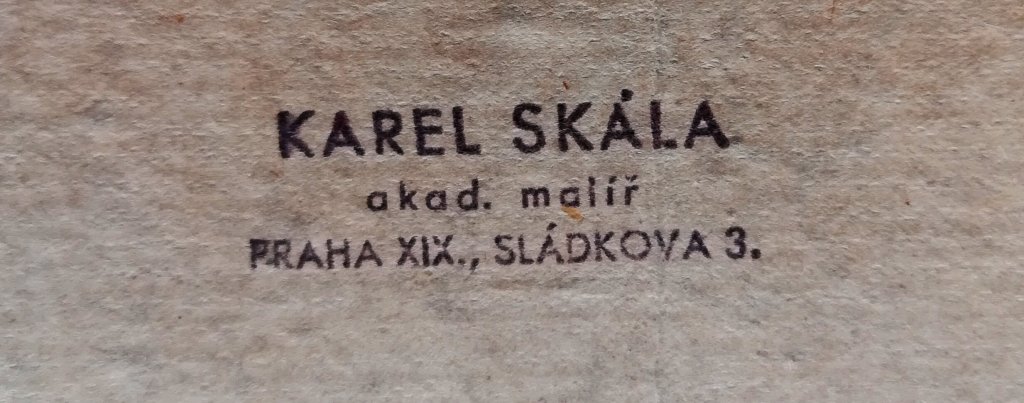 KAREL SKÁLA
akad. malíř
PRAHA XIX., SLÁDKOVA 3.